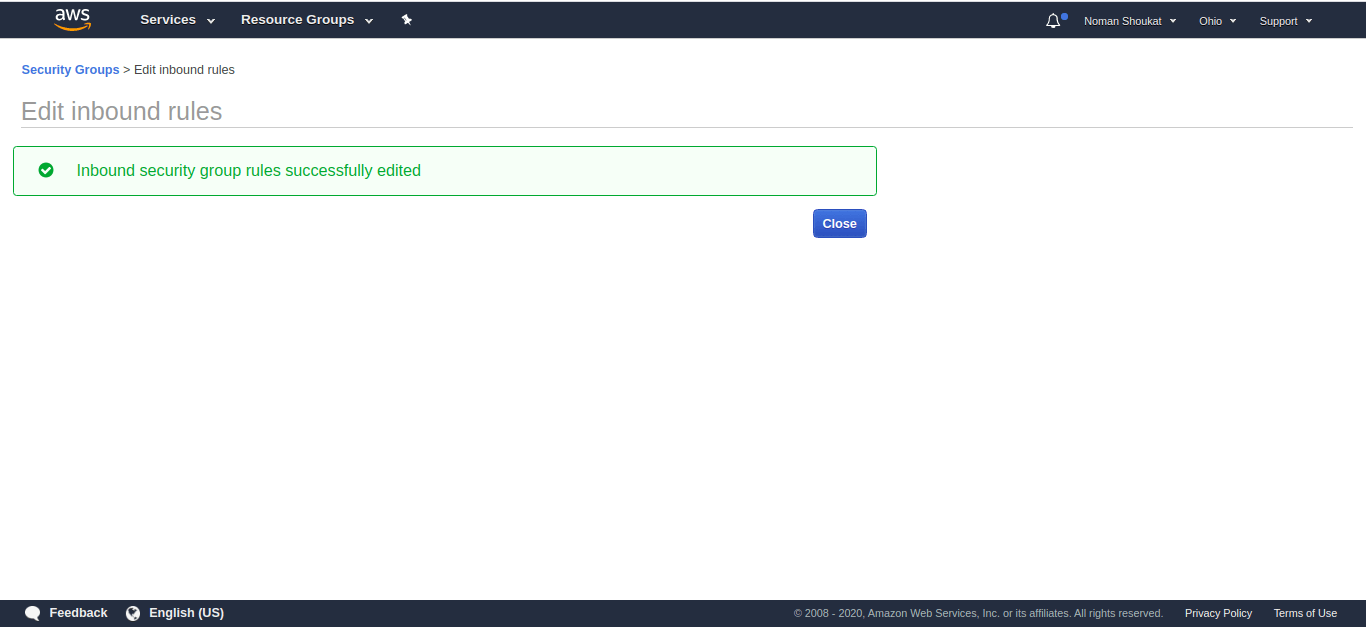 aws Services Resource Groups Noman Shoukat Ohio Support
Security Groups > Edit inbound rules
Edit inbound rules
Inbound security group rules successfully edited
Close
Feedback English (US) © 2008 - 2020, Amazon Web Services, Inc. or its affiliates. All rights reserved. Privacy Policy Terms of Use